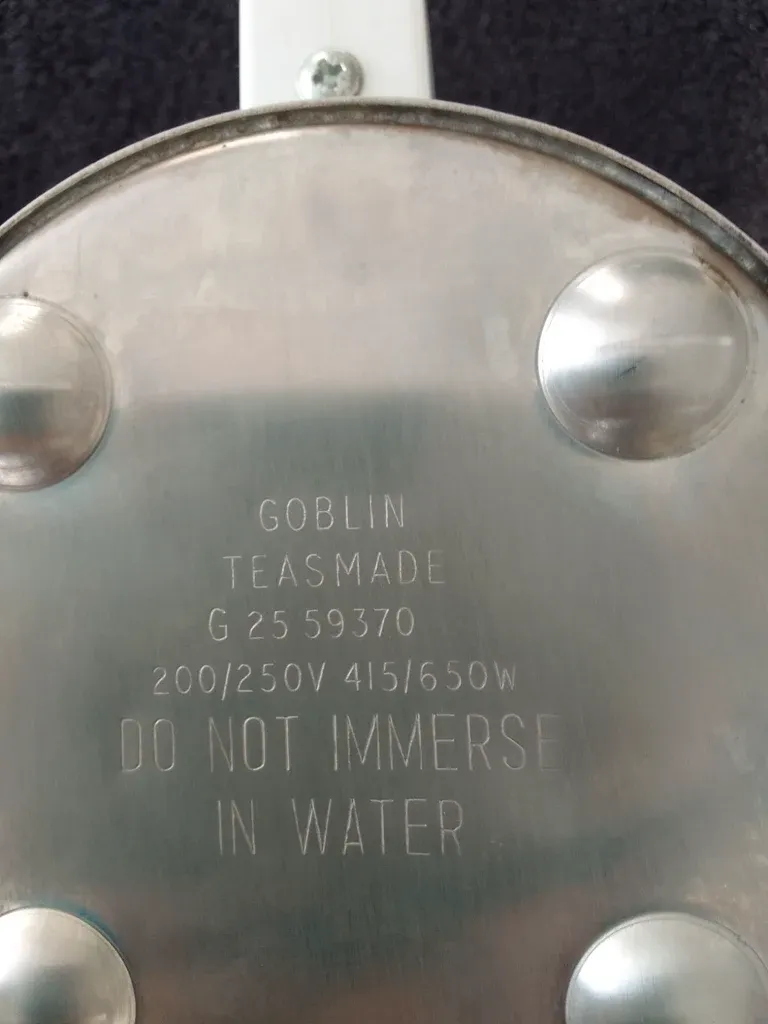 GOBLIN
TEASMADE
G 25 59370
200/250V 415/650W
DO NOT IMMERSE
IN WATER